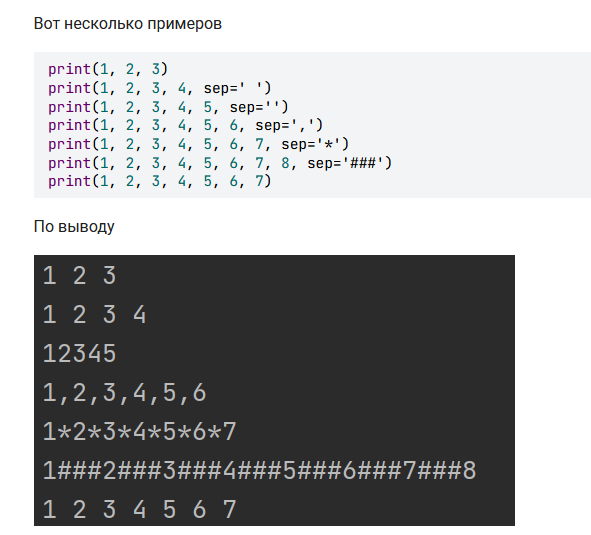 Вот несколько примеров
print(1, 2, 3)
print(1, 2, 3, 4, sep=' ')
print(1, 2, 3, 4, 5, sep='')
print(1, 2, 3, 4, 5, 6, sep=',')
print(1, 2, 3, 4, 5, 6, 7, sep='*')
print(1, 2, 3, 4, 5, 6, 7, 8, sep='###')
print(1, 2, 3, 4, 5, 6, 7)
По выводу
1 2 3
1 2 3 4
12345
1,2,3,4,5,6
1*2*3*4*5*6*7
1###2###3###4###5###6###7###8
1 2 3 4 5 6 7